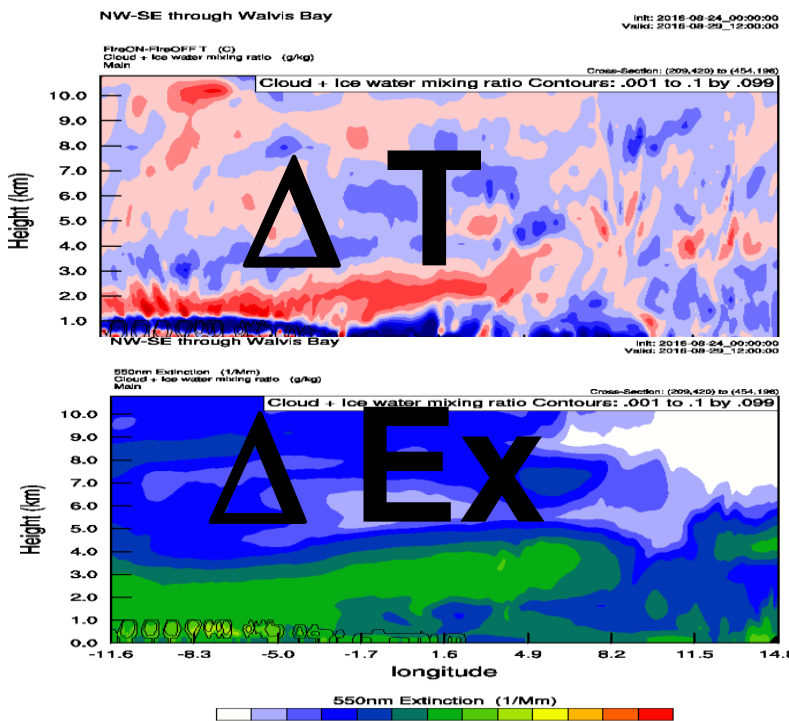 NW-SE through Walvis Bay
Init: 2016-08-24_00:00:00
Valid: 2016-08-29_12:00:00
FireON-FireOFF T (C)
Cloud + Ice water mixing ratio (g/kg)
Main
Cross-Section: (209,420) to (454,196)
Cloud + Ice water mixing ratio Contours: .001 to .1 by .099
Δ T
Height (km)
10.0
9.0
8.0
7.0
6.0
5.0
4.0
3.0
2.0
1.0
NW-SE through Walvis Bay
Init: 2016-08-24_00:00:00
Valid: 2016-08-29_12:00:00
550nm Extinction (1/Mm)
Cloud + Ice water mixing ratio (g/kg)
Main
Cross-Section: (209,420) to (454,196)
Cloud + Ice water mixing ratio Contours: .001 to .1 by .099
Δ Ex
Height (km)
10.0
9.0
8.0
7.0
6.0
5.0
4.0
3.0
2.0
1.0
0.0
-11.6 -8.3 -5.0 -1.7 1.6 4.9 8.2 11.5 14.8
longitude
550nm Extinction (1/Mm)